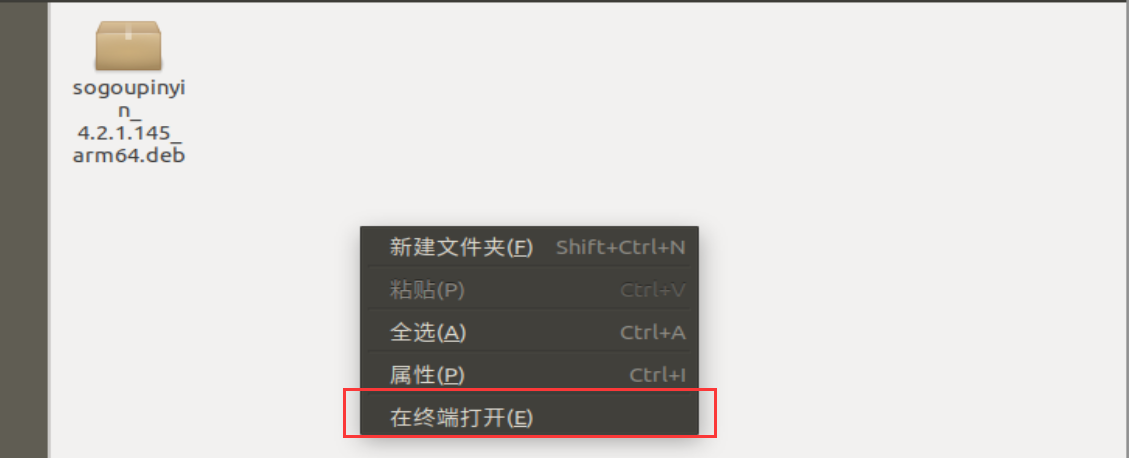 sogoupinyi
n_
4.2.1.145_
arm64.deb
新建文件夹(F) Shift+Ctrl+N
粘贴(P) Ctrl+V
全选(A) Ctrl+A
属性(P) Ctrl+I
在终端打开(E)